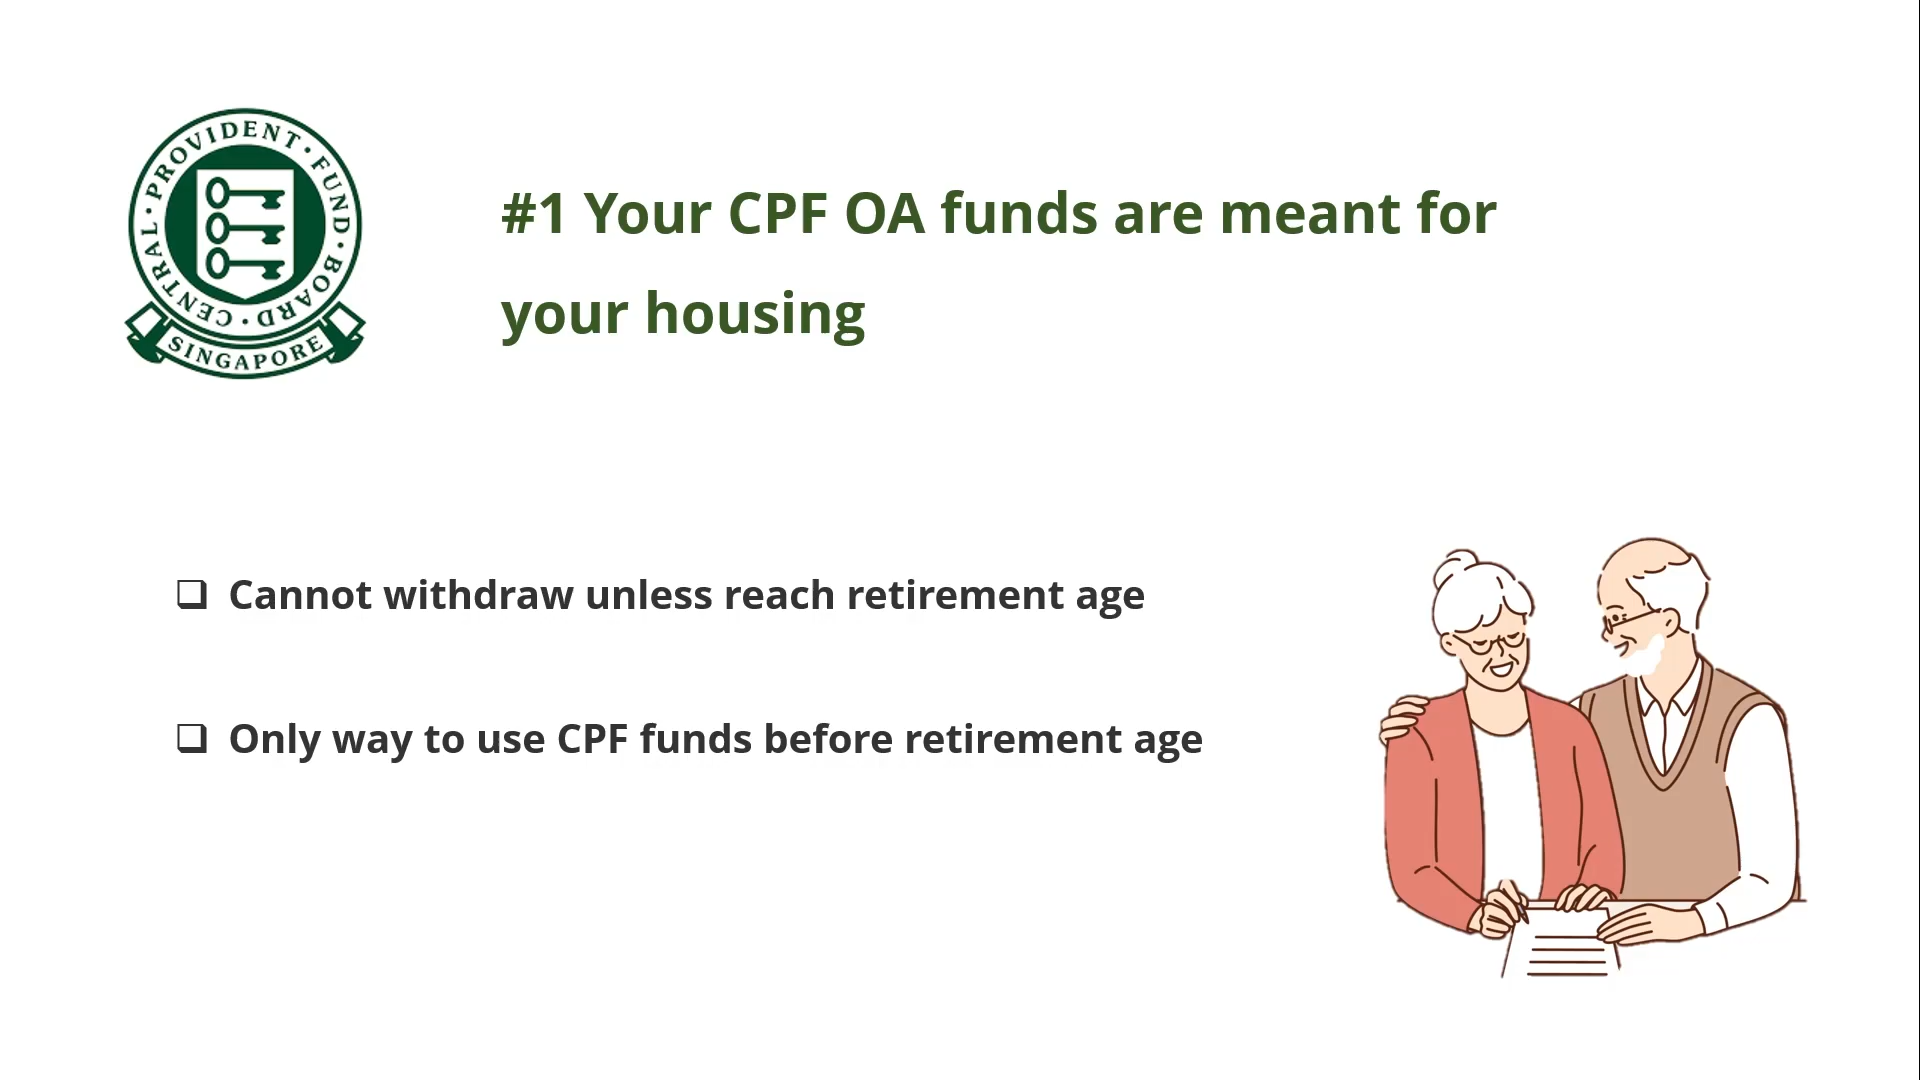 CENTRAL · PROVIDENT · FUND · BOARD ·
SINGAPORE
#1 Your CPF OA funds are meant for
your housing
❑ Cannot withdraw unless reach retirement age
❑ Only way to use CPF funds before retirement age